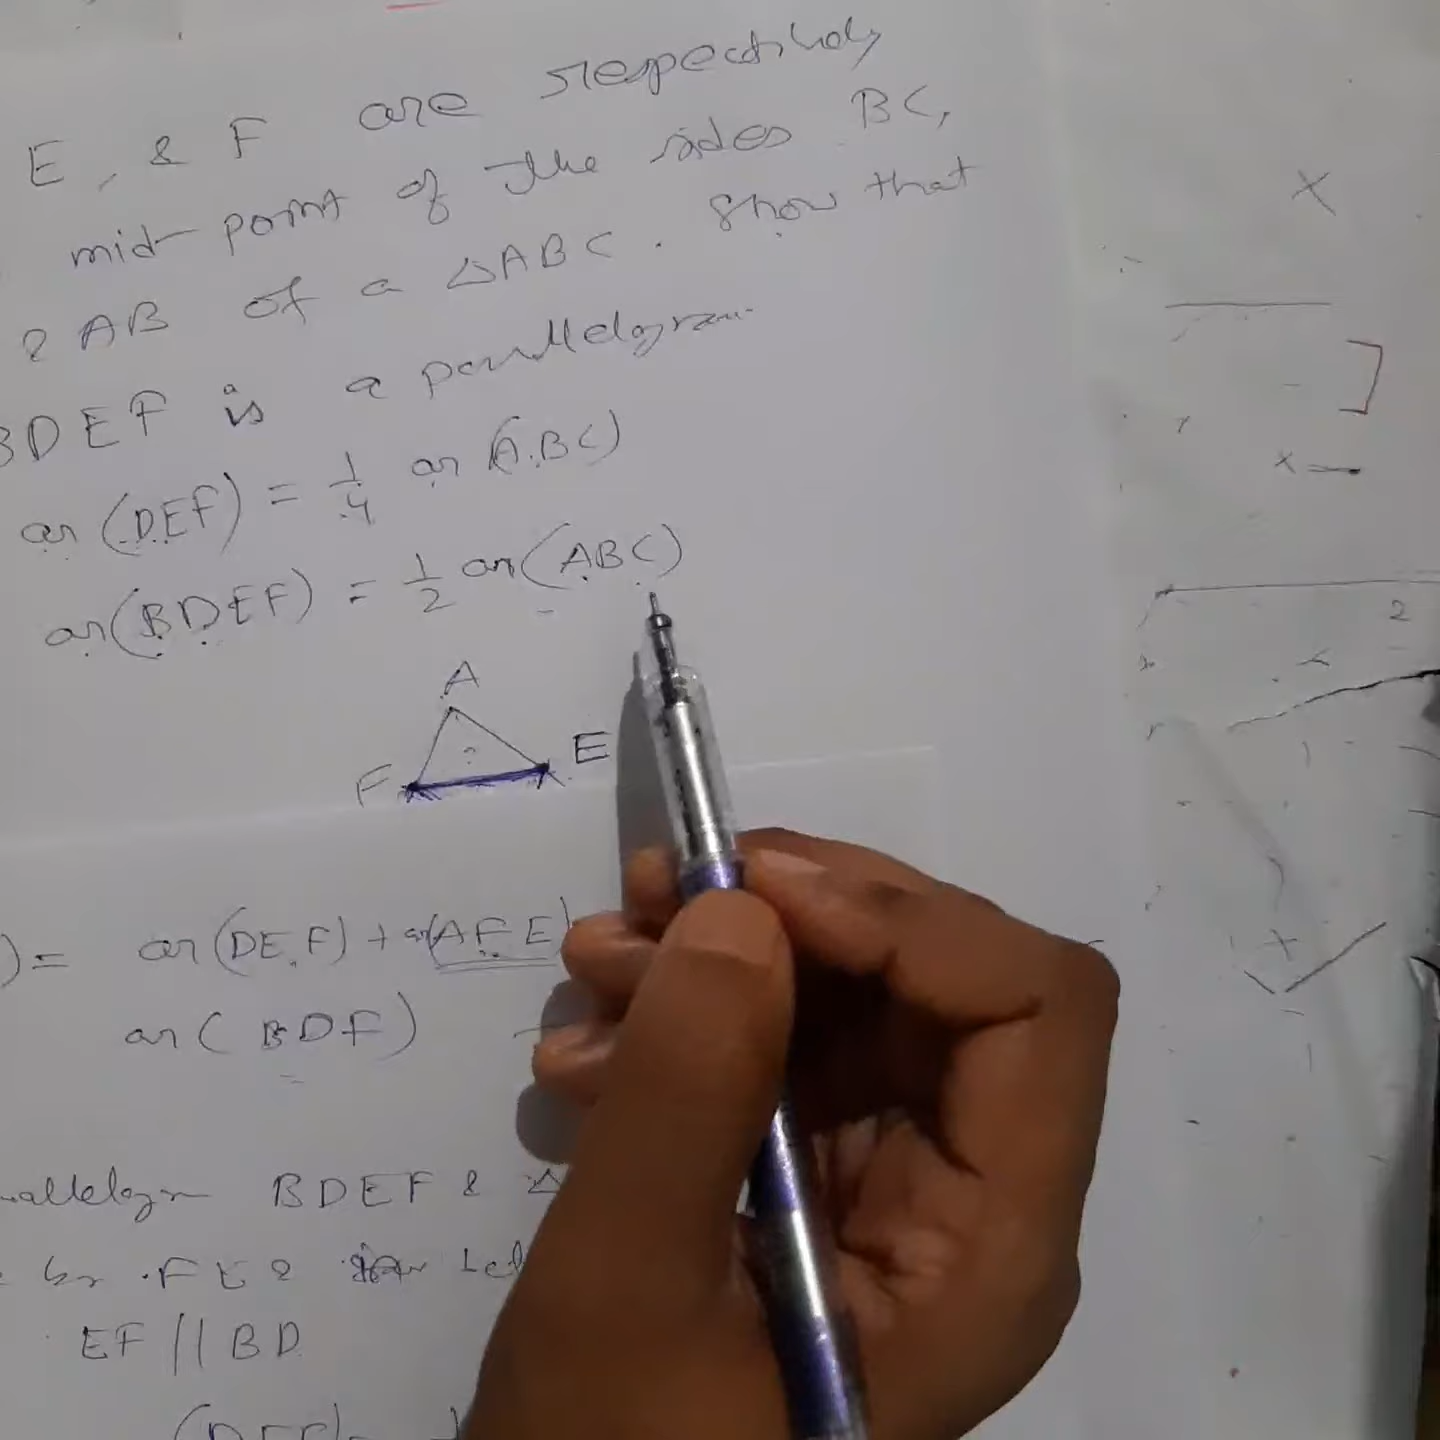 E, & F are respectively
mid-point of the sides BC,
& AB of a △ABC. Show that
BDEF is a parallelogram
ar (DEF) = 1/4 ar (ABC)
ar (BDEF) = 1/2 ar (ABC)
A
F E
) = ar (DEF) + ar(AFE)
ar (BDF)
BDEF & △
EF || BD
X
x
2